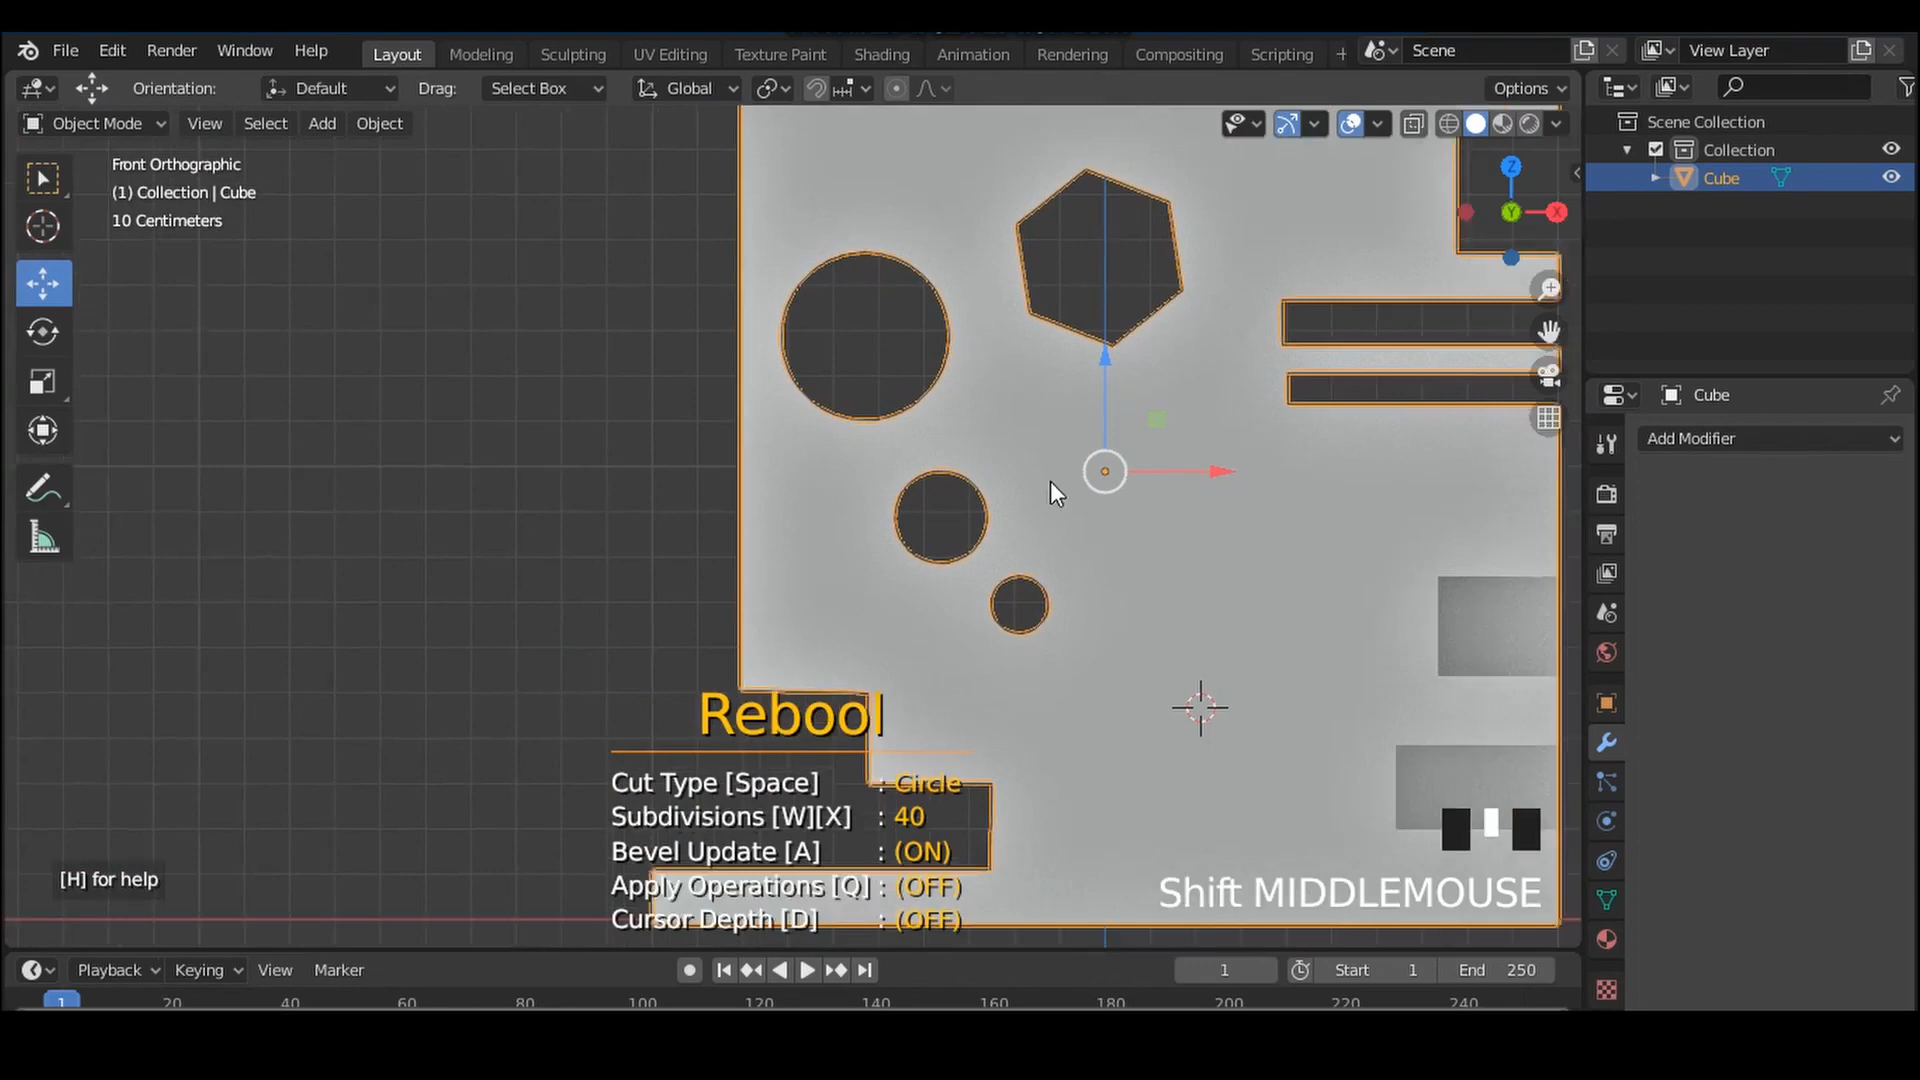 File Edit Render Window Help Layout Modeling Sculpting UV Editing Texture Paint Shading Animation Rendering Compositing Scripting + Scene View Layer
Orientation: Default Drag: Select Box Global Options
Object Mode View Select Add Object
Scene Collection
Collection
Cube
Front Orthographic
(1) Collection | Cube
10 Centimeters
Z
Y
X
Cube
Add Modifier
Rebool
Cut Type [Space] : Circle
Subdivisions [W][X] : 40
Bevel Update [A] : (ON)
Apply Operations [Q] : (OFF)
Cursor Depth [D] : (OFF)
[H] for help
Shift MIDDLEMOUSE
Playback Keying View Marker 1 Start 1 End 250
1 20 40 60 80 100 120 140 160 180 200 220 240